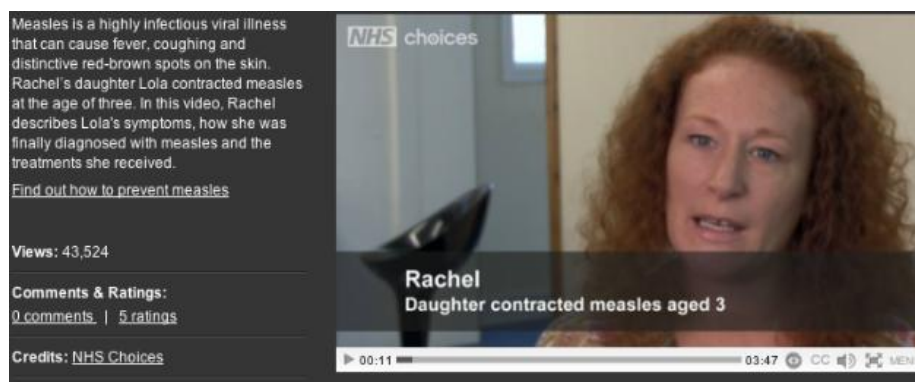 Measles is a highly infectious viral illness
that can cause fever, coughing and
distinctive red-brown spots on the skin.
Rachel's daughter Lola contracted measles
at the age of three. In this video, Rachel
describes Lola's symptoms, how she was
finally diagnosed with measles and the
treatments she received.
Find out how to prevent measles
Views: 43,524
Comments & Ratings:
0 comments | 5 ratings
Credits: NHS Choices
NHS choices
Rachel
Daughter contracted measles aged 3
00:11 03:47 CC MEN